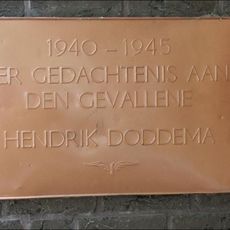 1940 - 1945
ER GEDACHTENIS AAN
DEN GEVALLENE
HENDRIK DODDEMA